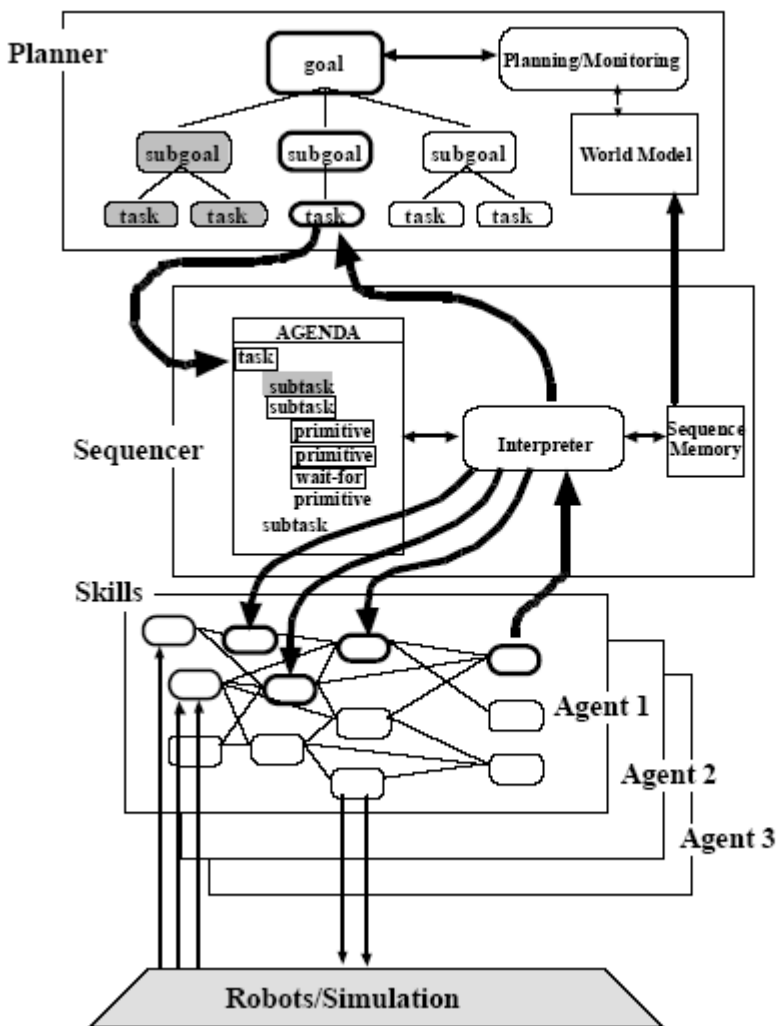 Planner
goal
Planning/Monitoring
subgoal
subgoal
subgoal
World Model
task
task
task
task
task
AGENDA
task
subtask
subtask
primitive
primitive
wait-for
primitive
subtask
Sequencer
Interpreter
Sequence
Memory
Skills
Agent 1
Agent 2
Agent 3
Robots/Simulation